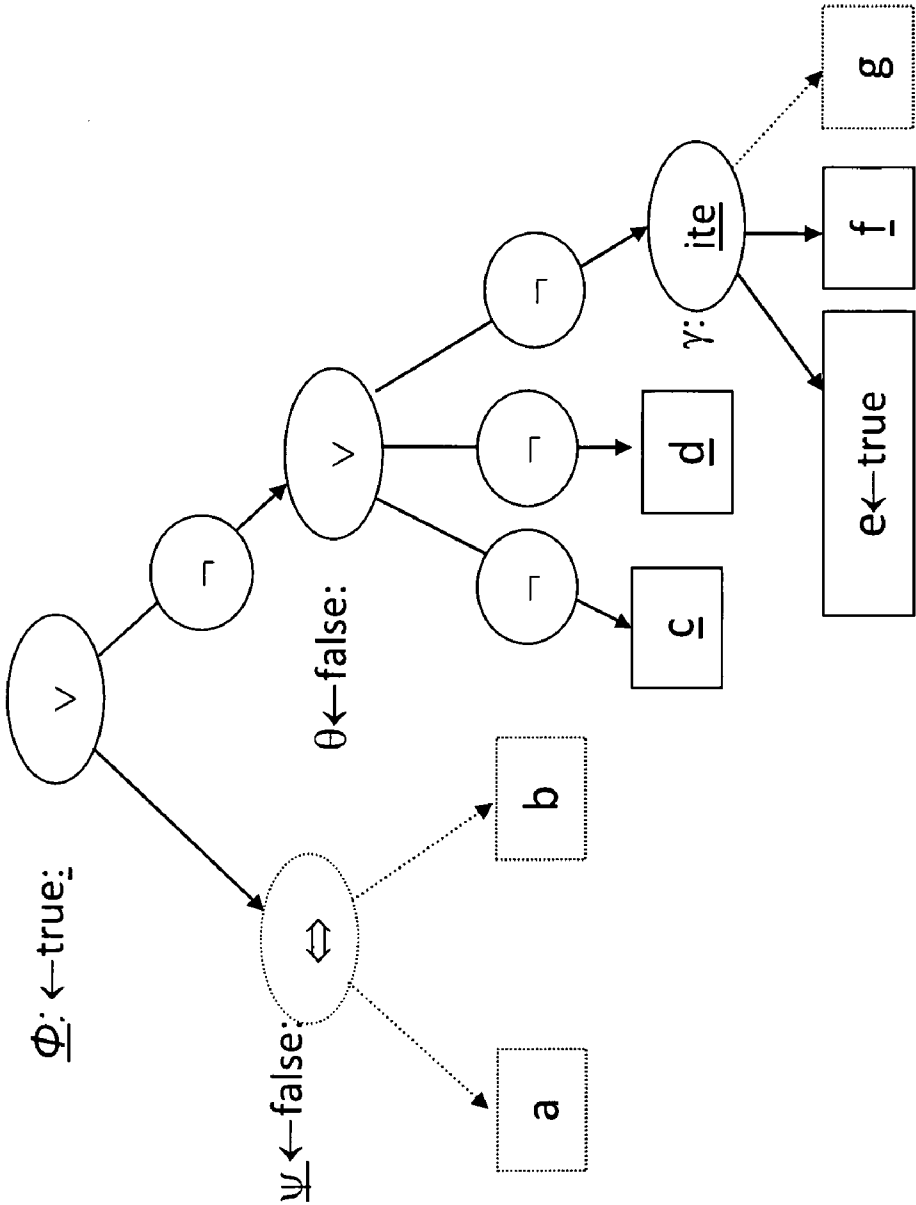 Φ:←true:
∨
¬
ψ←false:
⇔
θ←false:
∨
a
b
¬
¬
¬
c
d
γ:
ite
e←true
f
g